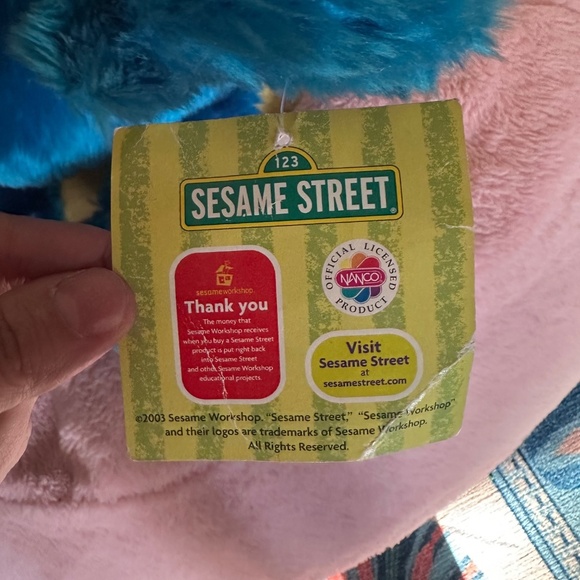 123
SESAME STREET
sesameworkshop.
Thank you
The money that
Sesame Workshop receives
when you buy a Sesame Street
product is put right back
into Sesame Street
and other Sesame Workshop
educational projects.
OFFICIAL LICENSED
NANCO
PRODUCT
Visit
Sesame Street
at
sesamestreet.com
©2003 Sesame Workshop. "Sesame Street," "Sesame Workshop"
and their logos are trademarks of Sesame Workshop.
All Rights Reserved.